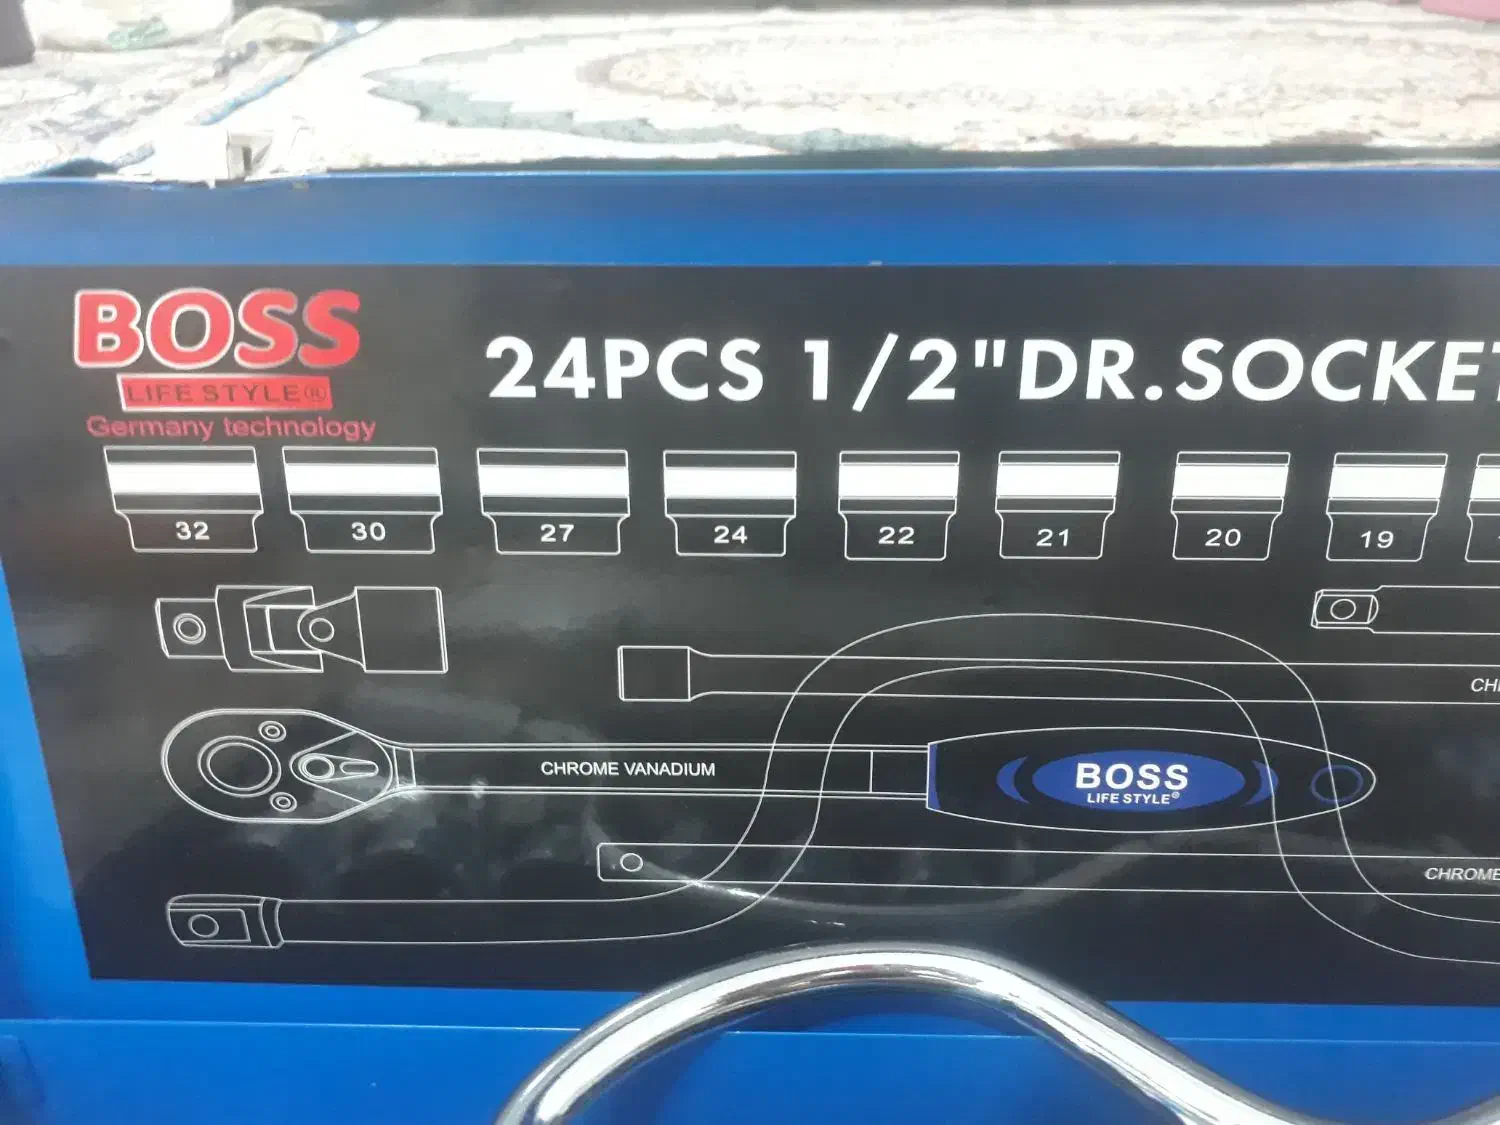 BOSS
LIFE STYLE®
Germany technology
24PCS 1/2"DR.SOCKET
32 30 27 24 22 21 20 19
CHROME VANADIUM
BOSS
LIFE STYLE®
CHROME